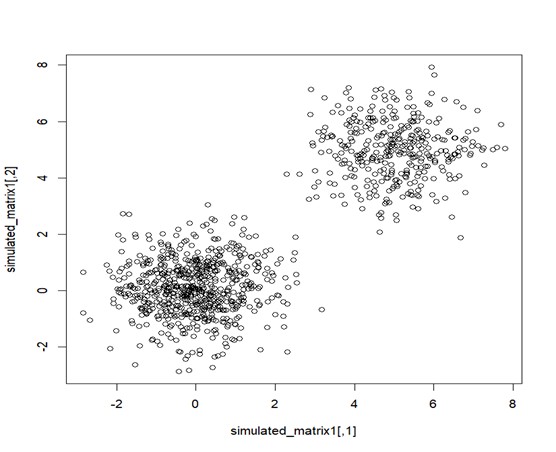 8
6
4
2
0
-2
simulated_matrix1[,2]
-2 0 2 4 6 8
simulated_matrix1[,1]